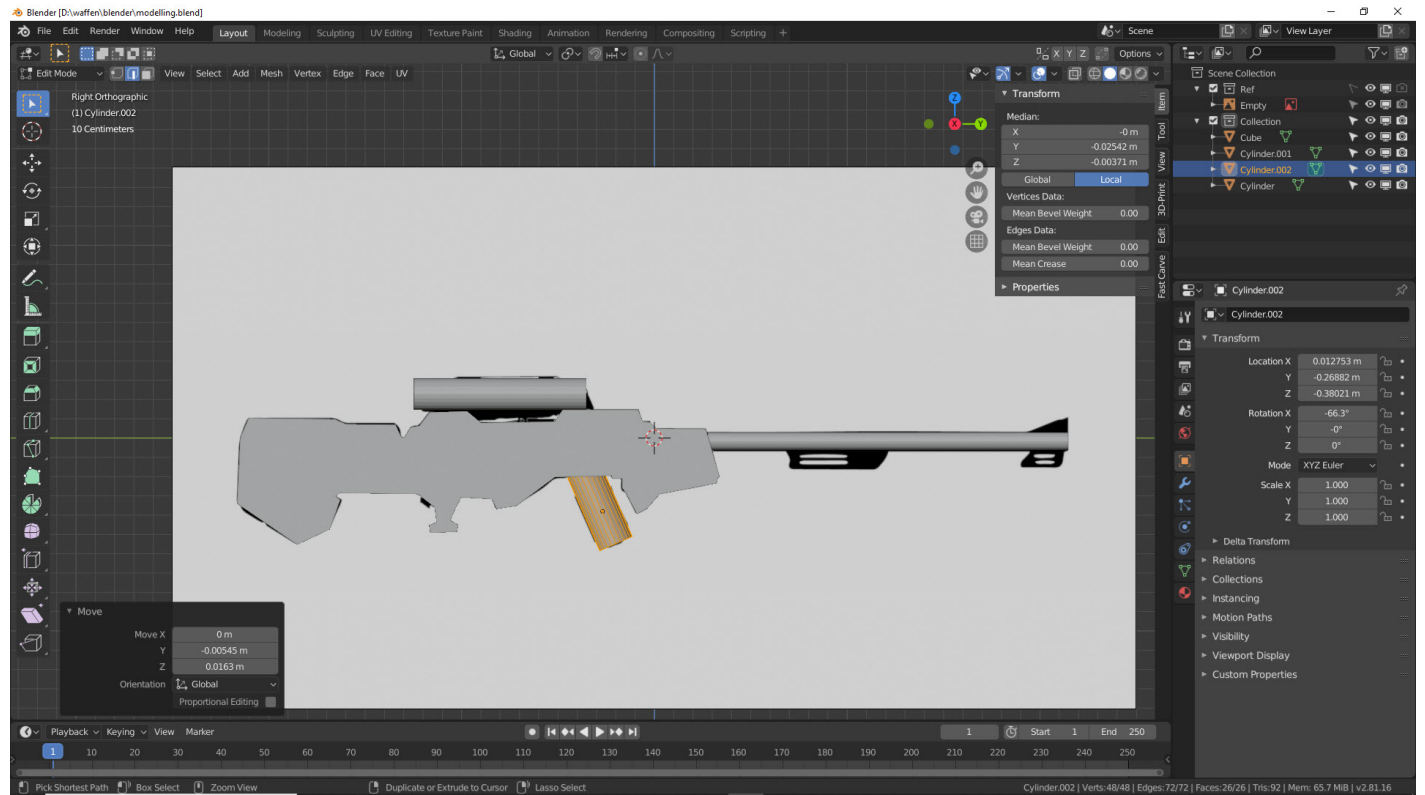 Blender [D:\waffen\blender\modelling.blend]
File Edit Render Window Help Layout Modeling Sculpting UV Editing Texture Paint Shading Animation Rendering Compositing Scripting + Scene View Layer
Global X Y Z Options
Edit Mode View Select Add Mesh Vertex Edge Face UV
Right Orthographic
(1) Cylinder.002
10 Centimeters
Z
X
Y
Transform
Median:
X -0 m
Y -0.02542 m
Z -0.00371 m
Global Local
Vertices Data:
Mean Bevel Weight 0.00
Edges Data:
Mean Bevel Weight 0.00
Mean Crease 0.00
Properties
Item
Tool
View
3D-Print
Edit
Fast Carve
Scene Collection
Ref
Empty
Collection
Cube
Cylinder.001
Cylinder.002
Cylinder
Cylinder.002
Cylinder.002
Transform
Location X 0.012753 m
Y -0.26882 m
Z -0.38021 m
Rotation X -66.3°
Y -0°
Z 0°
Mode XYZ Euler
Scale X 1.000
Y 1.000
Z 1.000
Delta Transform
Relations
Collections
Instancing
Motion Paths
Visibility
Viewport Display
Custom Properties
Move
Move X 0 m
Y -0.00545 m
Z 0.0163 m
Orientation Global
Proportional Editing
Playback Keying View Marker 1 Start 1 End 250
1 10 20 30 40 50 60 70 80 90 100 110 120 130 140 150 160 170 180 190 200 210 220 230 240 250
Pick Shortest Path Box Select Zoom View Duplicate or Extrude to Cursor Lasso Select Cylinder.002 | Verts:48/48 | Edges:72/72 | Faces:26/26 | Tris:92 | Mem: 65.7 MiB | v2.81.16